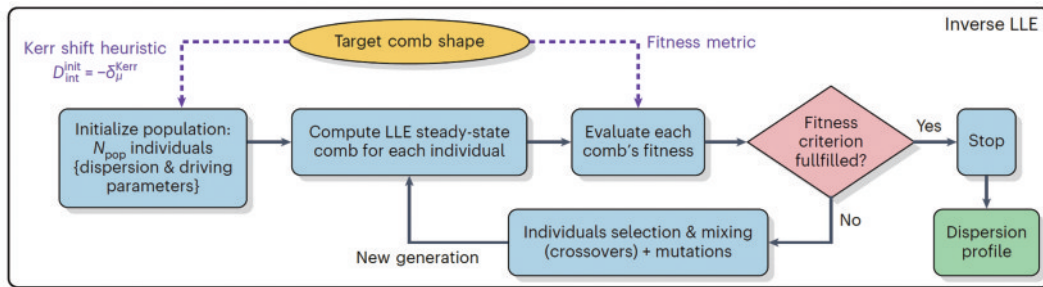 Inverse LLE
Target comb shape
Kerr shift heuristic
D_int^init = −δ_μ^Kerr
Fitness metric
Initialize population:
N_pop individuals
{dispersion & driving
parameters}
Compute LLE steady-state
comb for each individual
Evaluate each
comb's fitness
Fitness
criterion
fullfilled?
Yes
Stop
No
Individuals selection & mixing
(crossovers) + mutations
New generation
Dispersion
profile